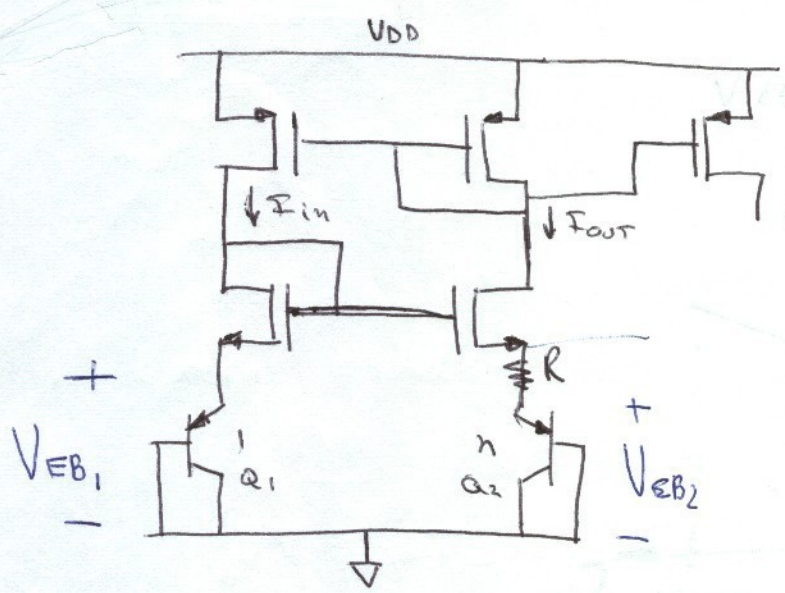 VDD
Iin
IOUT
+
R
+
VEB1
1
n
VEB2
Q1
Q2
-
-